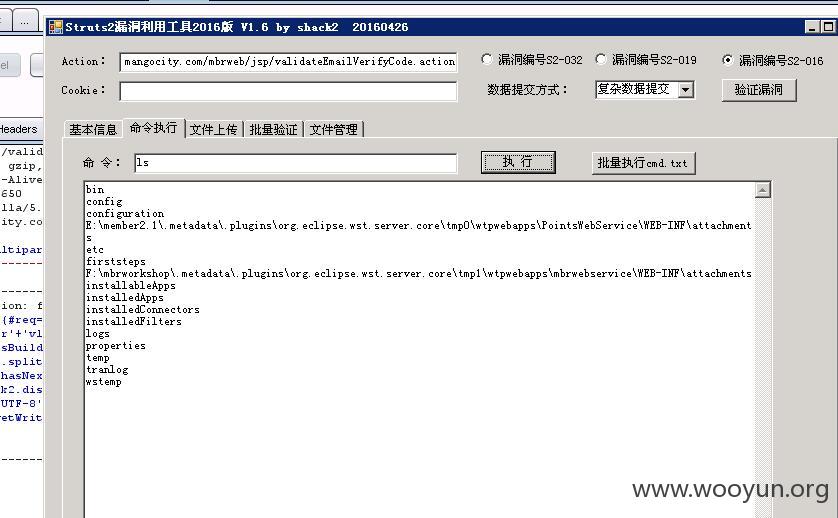 ...
Struts2漏洞利用工具2016版 V1.6 by shack2 20160426
el
Action： mangocity.com/mbrweb/jsp/validateEmailVerifyCode.action 漏洞编号S2-032 漏洞编号S2-019 漏洞编号S2-016
Cookie： 数据提交方式： 复杂数据提交 验证漏洞
Headers
基本信息 命令执行 文件上传 批量验证 文件管理
/valid
gzip,
-Alive
650
lla/5.
ity.co
ltipar
命 令： ls 执 行 批量执行cmd.txt
bin
config
configuration
E:\member2.1\.metadata\.plugins\org.eclipse.wst.server.core\tmp0\wtpwebapps\PointsWebService\WEB-INF\attachment
s
etc
firststeps
F:\mbrworkshop\.metadata\.plugins\org.eclipse.wst.server.core\tmp1\wtpwebapps\mbrwebservice\WEB-INF\attachments
installableApps
installedApps
installedConnectors
installedFilters
logs
properties
temp
tranlog
wstemp
ion: f
{#req=
r'+'vl
sBuild
.split
hasNex
k2.dis
UTF-8'
etWrit
www.wooyun.org